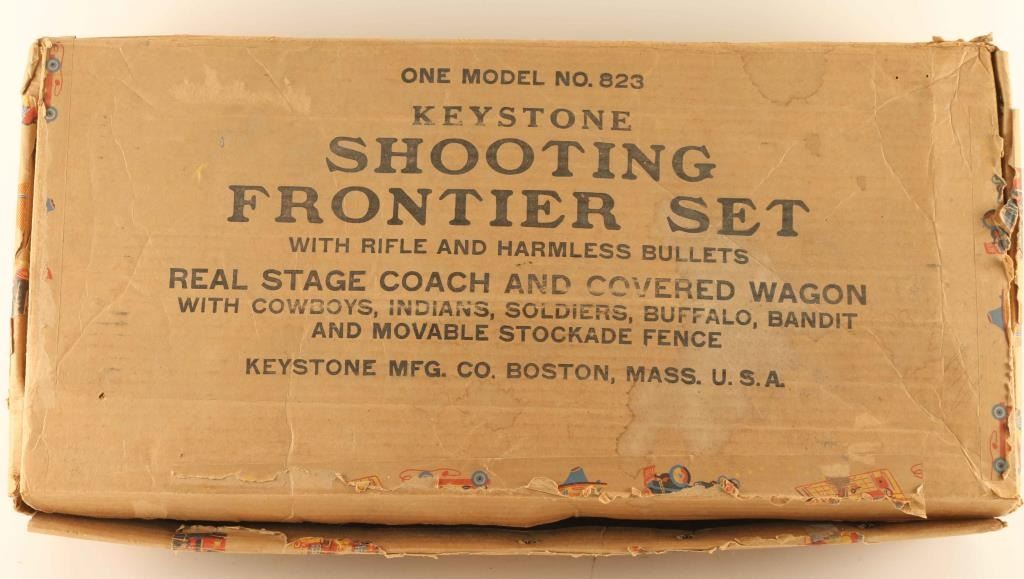 ONE MODEL NO. 823
KEYSTONE
SHOOTING
FRONTIER SET
WITH RIFLE AND HARMLESS BULLETS
REAL STAGE COACH AND COVERED WAGON
WITH COWBOYS, INDIANS, SOLDIERS, BUFFALO, BANDIT
AND MOVABLE STOCKADE FENCE
KEYSTONE MFG. CO. BOSTON, MASS. U. S. A.